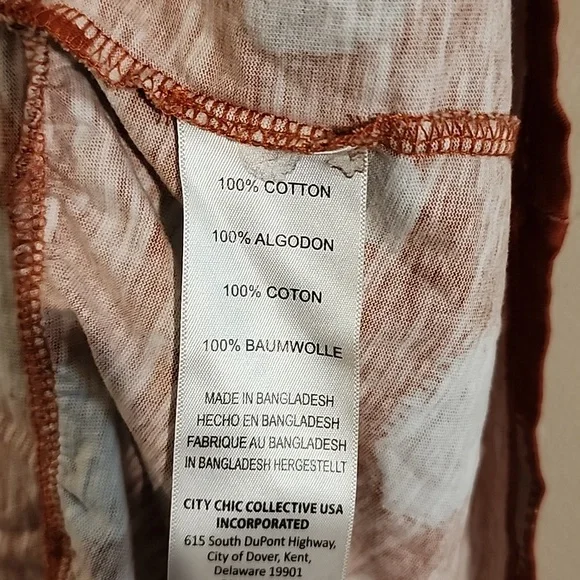 100% COTTON
100% ALGODON
100% COTON
100% BAUMWOLLE
MADE IN BANGLADESH
HECHO EN BANGLADESH
FABRIQUE AU BANGLADESH
IN BANGLADESH HERGESTELLT
CITY CHIC COLLECTIVE USA
INCORPORATED
615 South DuPont Highway,
City of Dover, Kent,
Delaware 19901